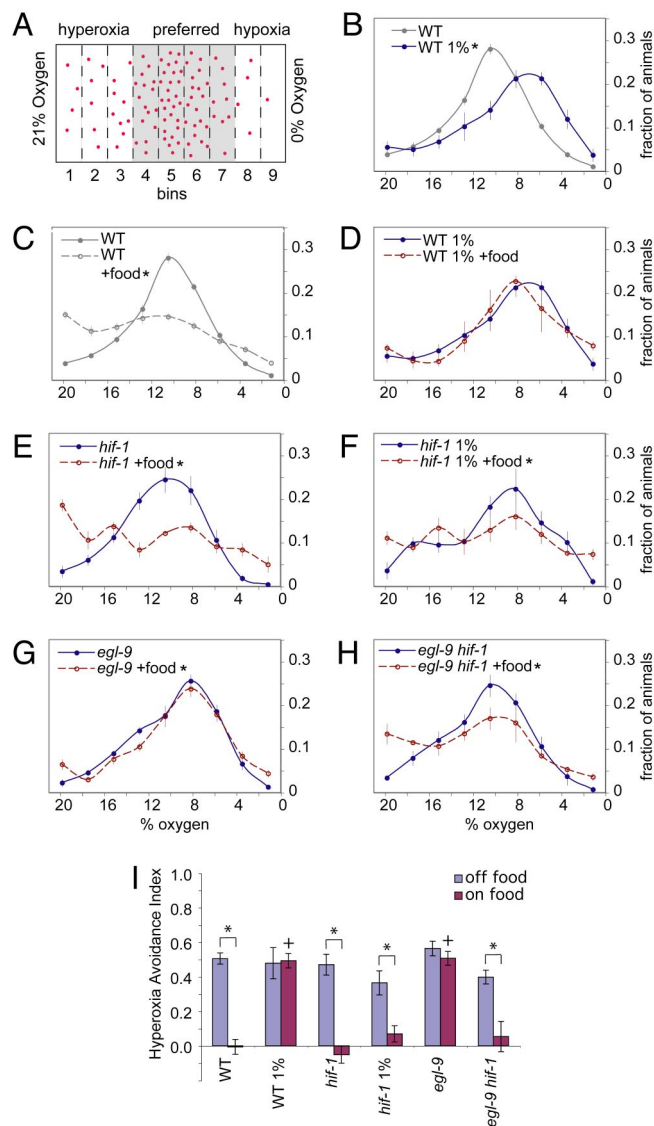 A
hyperoxia preferred hypoxia
21% Oxygen
0% Oxygen
1 2 3 4 5 6 7 8 9
bins
B
WT
WT 1% *
0.3
0.2
0.1
0
fraction of animals
20 16 12 8 4 0
C
WT
WT
+food *
0.3
0.2
0.1
0
20 16 12 8 4 0
D
WT 1%
WT 1% +food
0.3
0.2
0.1
0
fraction of animals
20 16 12 8 4 0
E
hif-1
hif-1 +food *
0.3
0.2
0.1
0
20 16 12 8 4 0
F
hif-1 1%
hif-1 1% +food *
0.3
0.2
0.1
0
fraction of animals
20 16 12 8 4 0
G
egl-9
egl-9 +food *
0.3
0.2
0.1
0
20 16 12 8 4 0
% oxygen
H
egl-9 hif-1
egl-9 hif-1 +food *
0.3
0.2
0.1
0
fraction of animals
20 16 12 8 4 0
% oxygen
I
off food
on food
Hyperoxia Avoidance Index
1.0
0.8
0.6
0.4
0.2
0.0
* + * * + *
WT
WT 1%
hif-1
hif-1 1%
egl-9
egl-9 hif-1